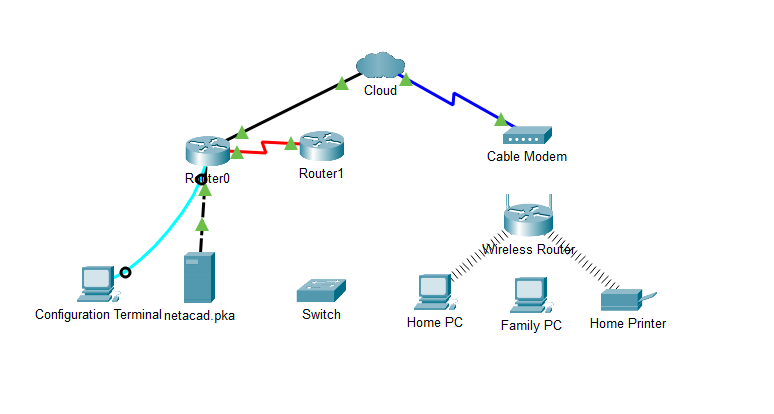 Cloud
Cable Modem
Router0
Router1
Wireless Router
Configuration Terminal
netacad.pka
Switch
Home PC
Family PC
Home Printer